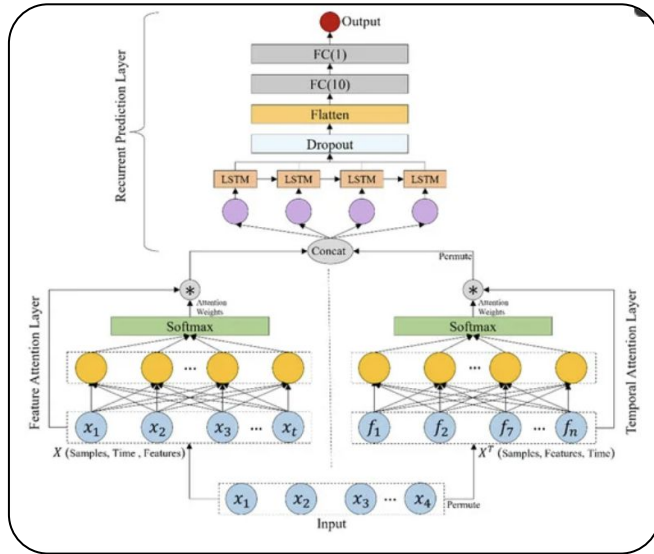 Output
FC(1)
FC(10)
Flatten
Dropout
LSTM LSTM LSTM LSTM
Recurrent Prediction Layer
Concat
Permute
*
Attention
Weights
Softmax
Feature Attention Layer
x₁ x₂ x₃ ... xₜ
X (Samples, Time , Features)
*
Attention
Weights
Softmax
Temporal Attention Layer
f₁ f₂ f₇ ... fₙ
Xᵀ (Samples, Features, Time)
x₁ x₂ x₃ ... x₄
Permute
Input